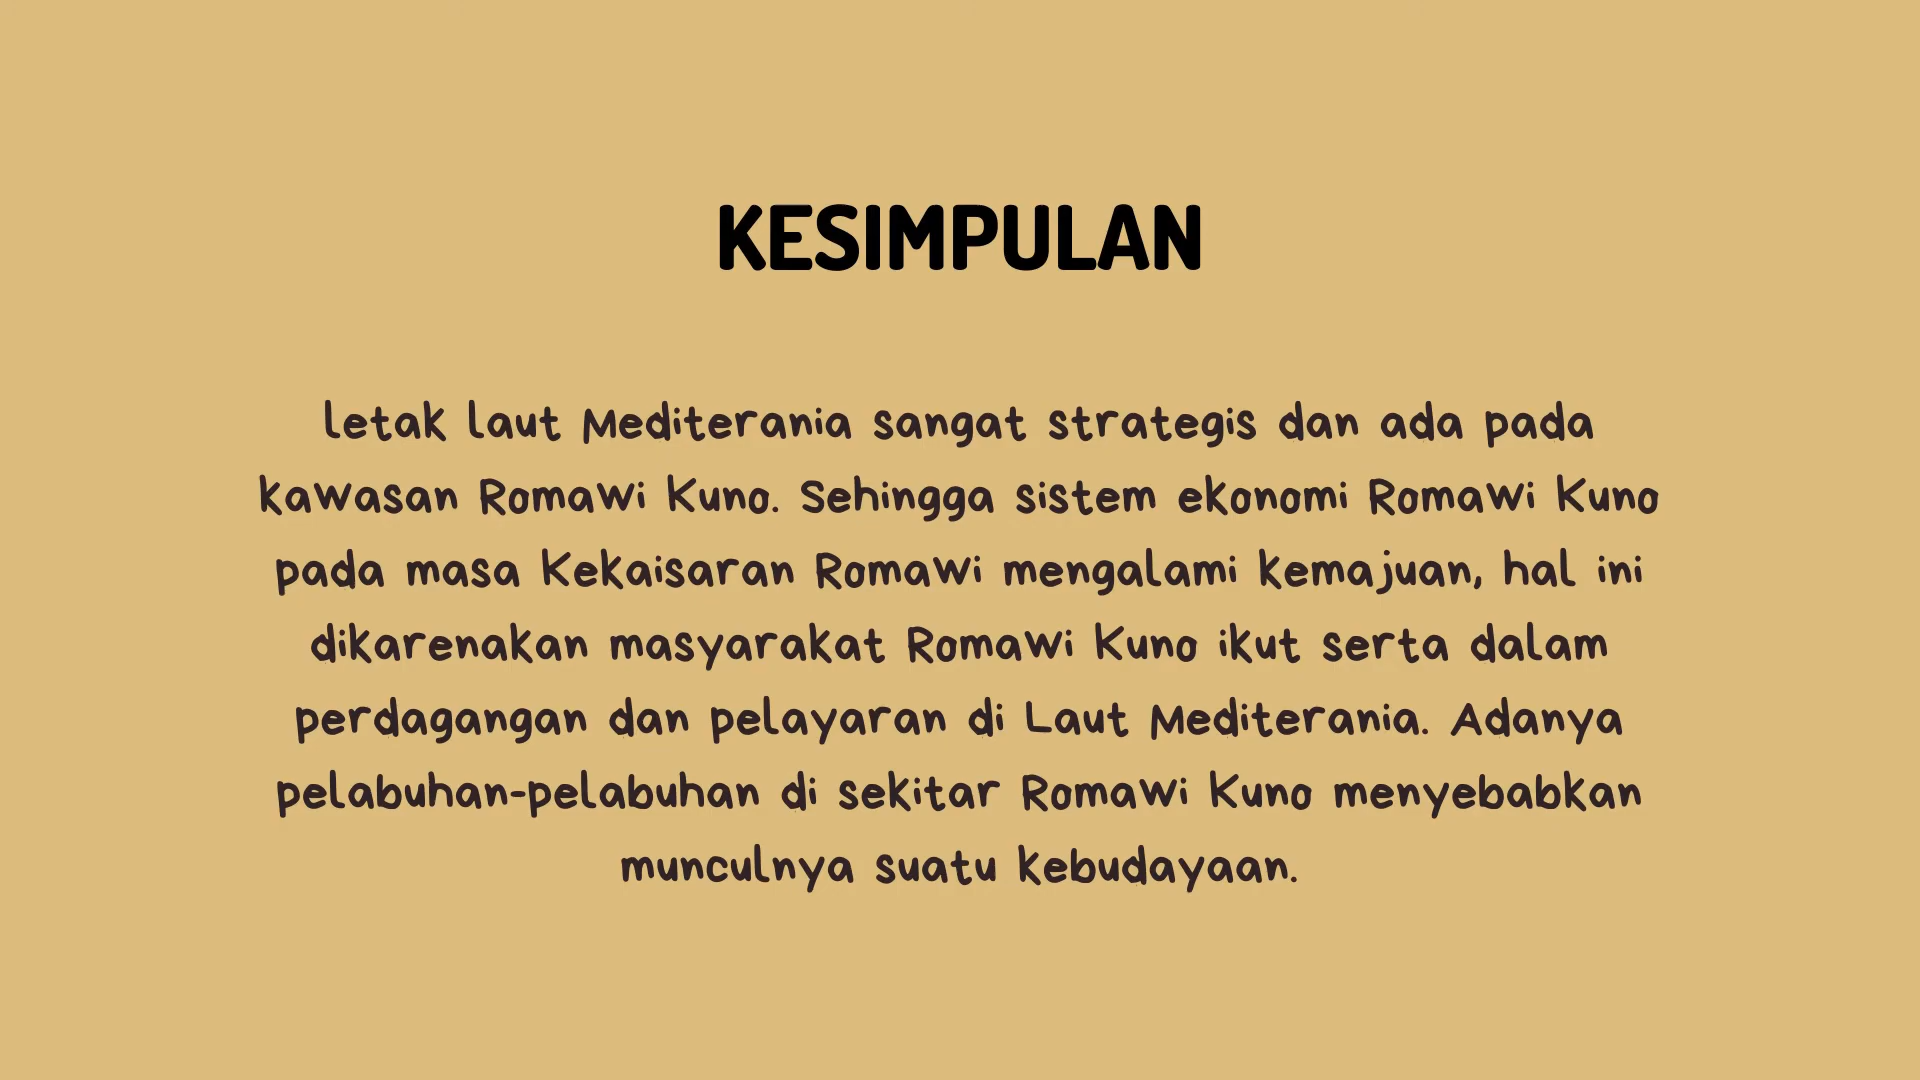 KESIMPULAN
letak laut Mediterania sangat strategis dan ada pada
kawasan Romawi Kuno. Sehingga sistem ekonomi Romawi Kuno
pada masa Kekaisaran Romawi mengalami kemajuan, hal ini
dikarenakan masyarakat Romawi Kuno ikut serta dalam
perdagangan dan pelayaran di Laut Mediterania. Adanya
pelabuhan-pelabuhan di sekitar Romawi Kuno menyebabkan
munculnya suatu kebudayaan.